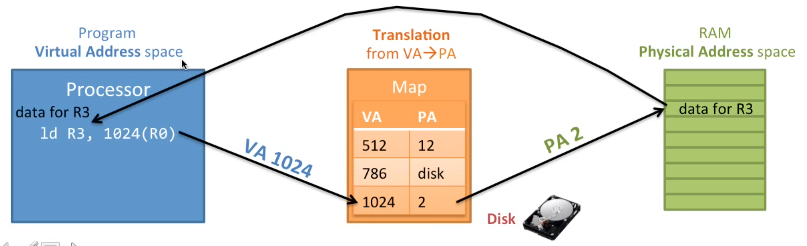 Program
Virtual Address space
Processor
data for R3
ld R3, 1024(R0)
VA 1024
Translation
from VA→PA
Map
VA PA
512 12
786 disk
1024 2
Disk
PA 2
RAM
Physical Address space
data for R3